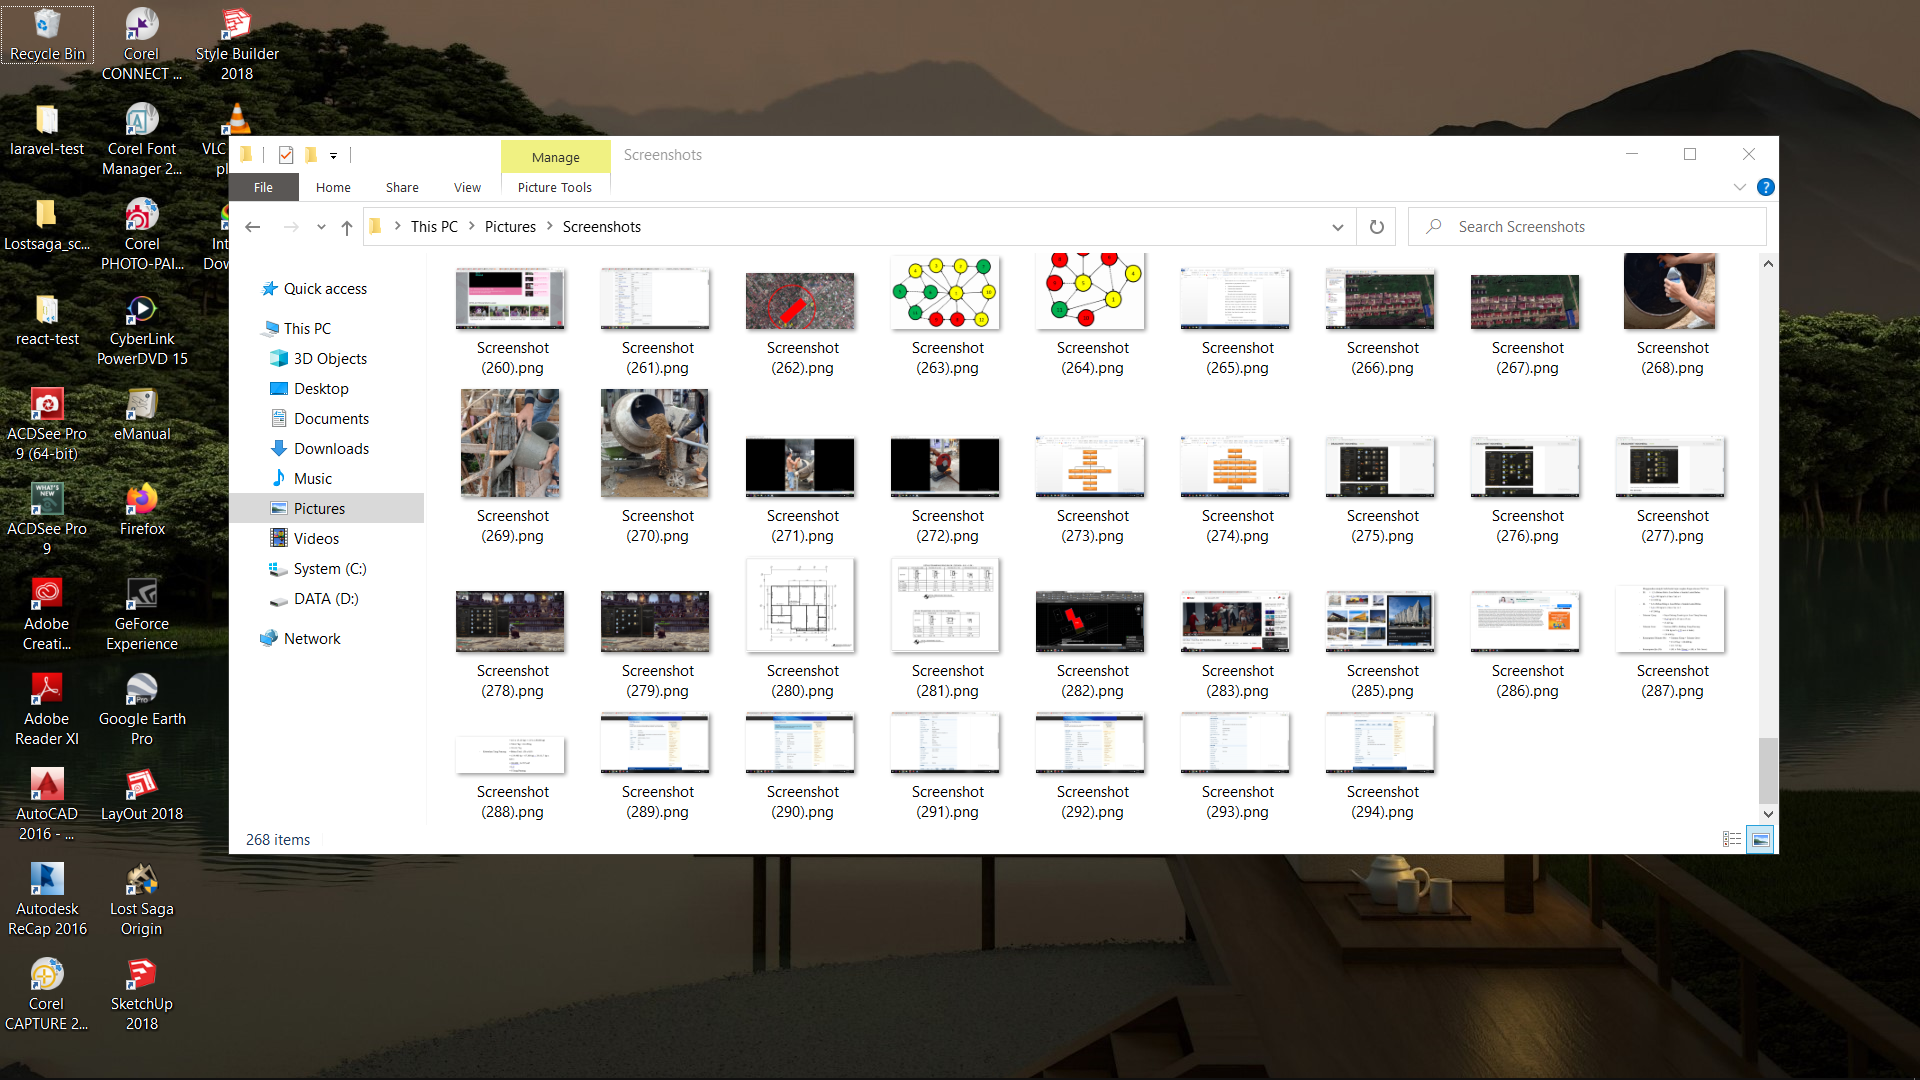 Recycle Bin
Corel
CONNECT ...
Style Builder
2018
laravel-test
Corel Font
Manager 2...
VLC
pl
Lostsaga_sc...
Corel
PHOTO-PAI...
Int
Dow
react-test
CyberLink
PowerDVD 15
ACDSee Pro
9 (64-bit)
eManual
WHAT'S
NEW
ACDSee Pro
9
Firefox
Adobe
Creati...
GeForce
Experience
Adobe
Reader XI
Google Earth
Pro
AutoCAD
2016 - ...
LayOut 2018
Autodesk
ReCap 2016
Lost Saga
Origin
Corel
CAPTURE 2...
SketchUp
2018
Manage
Screenshots
File
Home
Share
View
Picture Tools
This PC
Pictures
Screenshots
Search Screenshots
Quick access
This PC
3D Objects
Desktop
Documents
Downloads
Music
Pictures
Videos
System (C:)
DATA (D:)
Network
Screenshot
(260).png
Screenshot
(261).png
Screenshot
(262).png
Screenshot
(263).png
Screenshot
(264).png
Screenshot
(265).png
Screenshot
(266).png
Screenshot
(267).png
Screenshot
(268).png
Screenshot
(269).png
Screenshot
(270).png
Screenshot
(271).png
Screenshot
(272).png
Screenshot
(273).png
Screenshot
(274).png
Screenshot
(275).png
Screenshot
(276).png
Screenshot
(277).png
Screenshot
(278).png
Screenshot
(279).png
Screenshot
(280).png
Screenshot
(281).png
Screenshot
(282).png
Screenshot
(283).png
Screenshot
(285).png
Screenshot
(286).png
Screenshot
(287).png
Screenshot
(288).png
Screenshot
(289).png
Screenshot
(290).png
Screenshot
(291).png
Screenshot
(292).png
Screenshot
(293).png
Screenshot
(294).png
268 items